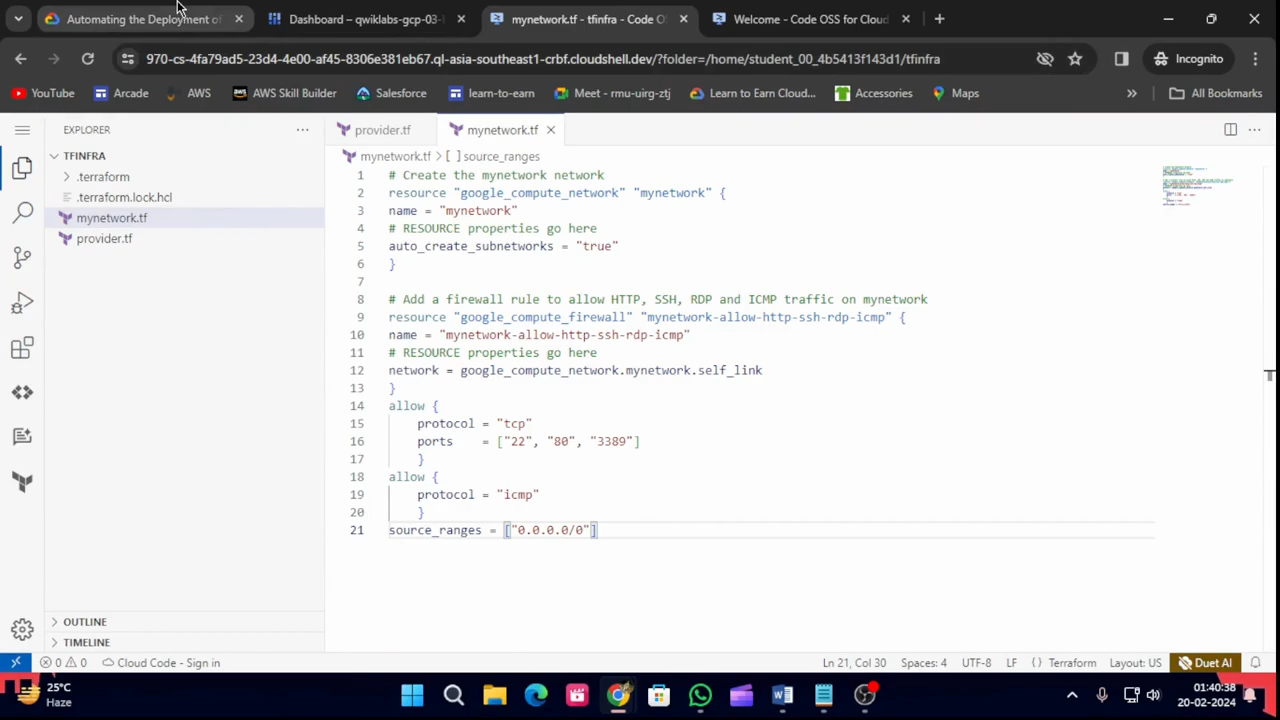 Automating the Deployment of
Dashboard – qwiklabs-gcp-03-
mynetwork.tf - tfinfra - Code O
Welcome - Code OSS for Cloud
970-cs-4fa79ad5-23d4-4e00-af45-8306e381eb67.ql-asia-southeast1-crbf.cloudshell.dev/?folder=/home/student_00_4b5413f143d1/tfinfra
Incognito
YouTube
Arcade
AWS
AWS Skill Builder
Salesforce
learn-to-earn
Meet - rmu-uirg-ztj
Learn to Earn Cloud...
Accessories
Maps
All Bookmarks
EXPLORER
TFINFRA
.terraform
.terraform.lock.hcl
mynetwork.tf
provider.tf
OUTLINE
TIMELINE
provider.tf
mynetwork.tf
mynetwork.tf > [ ] source_ranges
1 # Create the mynetwork network
2 resource "google_compute_network" "mynetwork" {
3 name = "mynetwork"
4 # RESOURCE properties go here
5 auto_create_subnetworks = "true"
6 }
7
8 # Add a firewall rule to allow HTTP, SSH, RDP and ICMP traffic on mynetwork
9 resource "google_compute_firewall" "mynetwork-allow-http-ssh-rdp-icmp" {
10 name = "mynetwork-allow-http-ssh-rdp-icmp"
11 # RESOURCE properties go here
12 network = google_compute_network.mynetwork.self_link
13 }
14 allow {
15 protocol = "tcp"
16 ports    = ["22", "80", "3389"]
17 }
18 allow {
19 protocol = "icmp"
20 }
21 source_ranges = ["0.0.0.0/0"]
0 0 Cloud Code - Sign in
Ln 21, Col 30 Spaces: 4 UTF-8 LF { } Terraform Layout: US Duet AI
25°C
Haze
01:40:38
20-02-2024